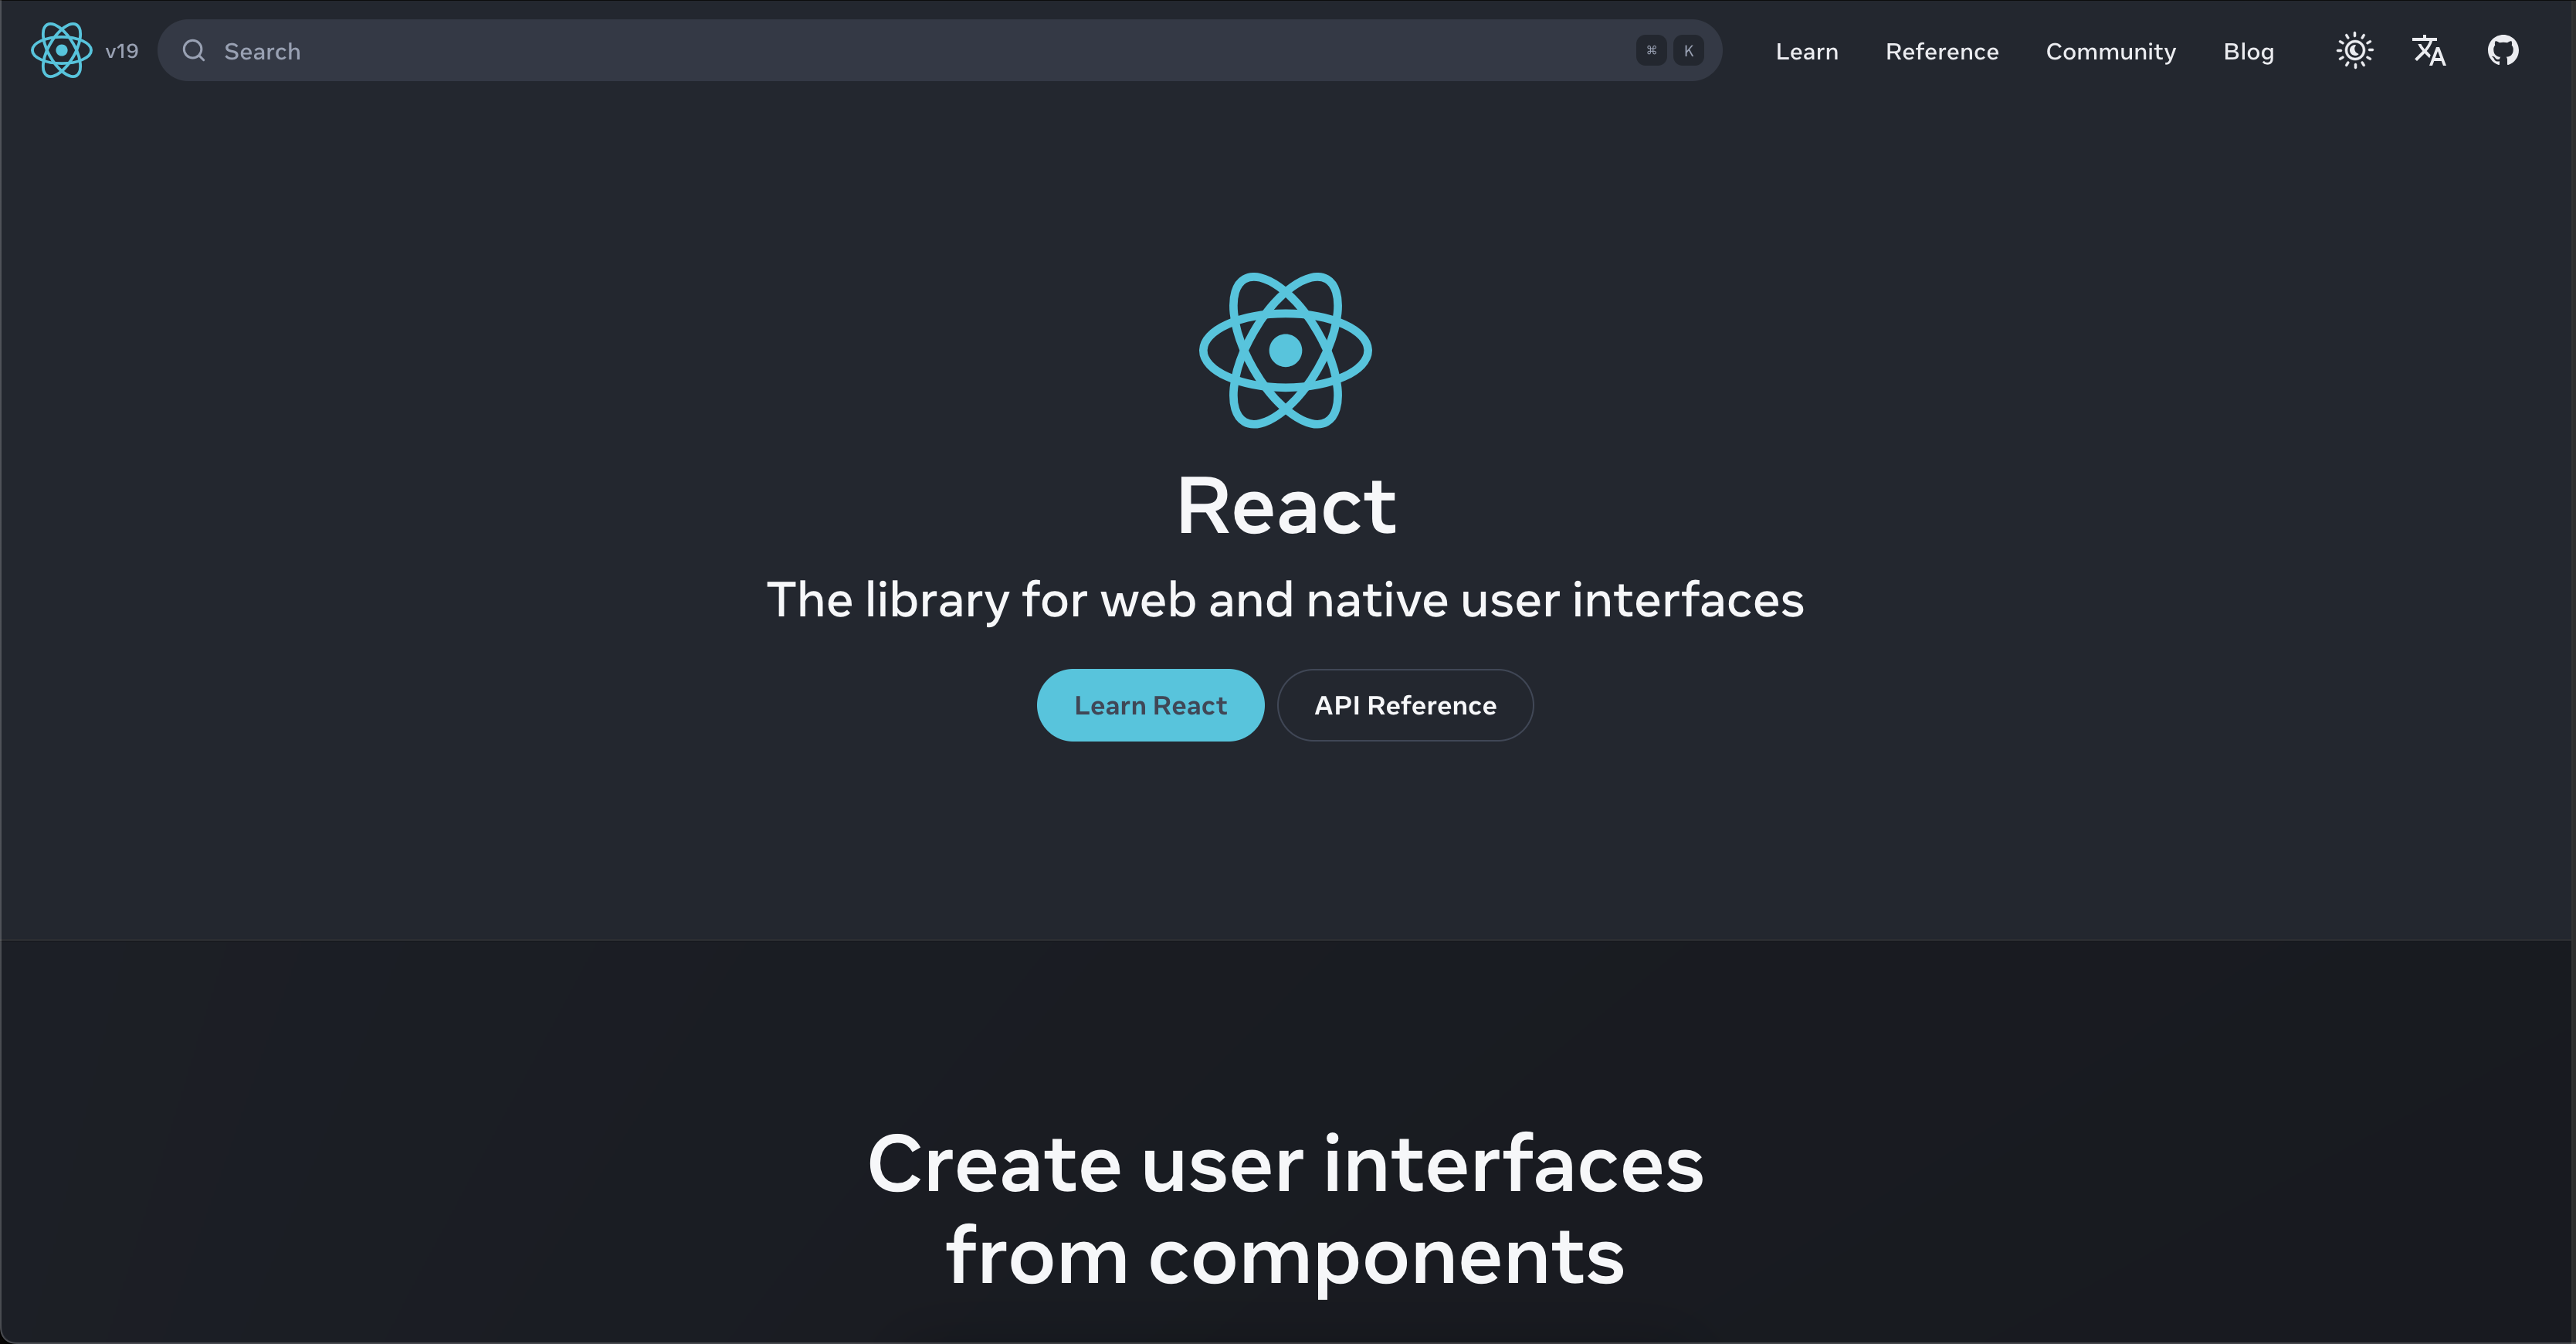 v19
Search
⌘ K
Learn Reference Community Blog
React
The library for web and native user interfaces
Learn React
API Reference
Create user interfaces
from components